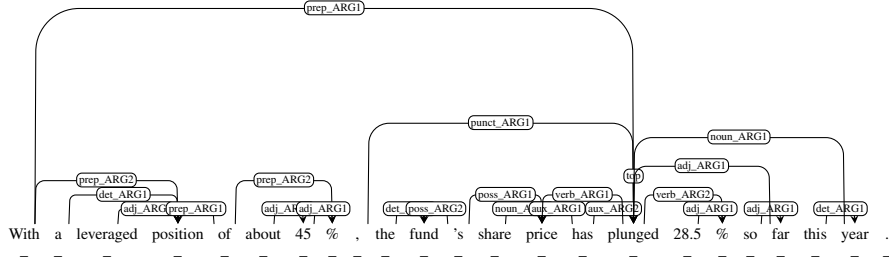 prep_ARG1
punct_ARG1
noun_ARG1
adj_ARG1
top
prep_ARG2 prep_ARG2
det_ARG1 poss_ARG1 verb_ARG1 verb_ARG2
prep_ARG1 adj_ARG1 poss_ARG2 aux_ARG1 aux_ARG2 adj_ARG1 adj_ARG1 det_ARG1
With a leveraged position of about 45 % , the fund 's share price has plunged 28.5 % so far this year .
_ _ _ _ _ _ _ _ _ _ _ _ _ _ _ _ _ _ _ _ _ _ _